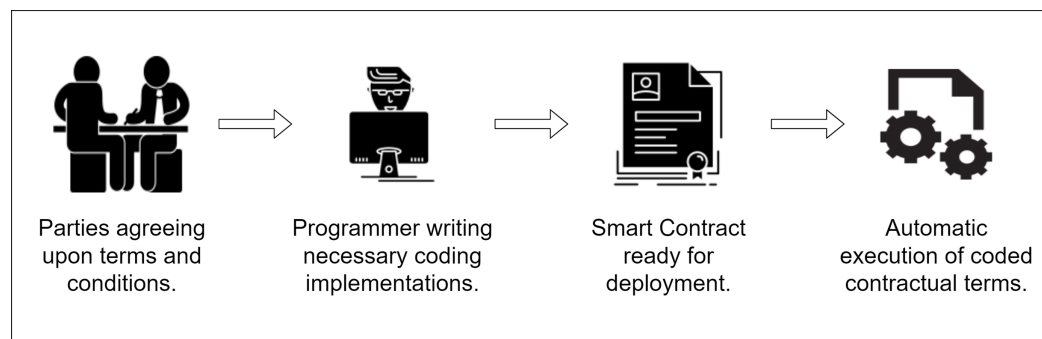 Parties agreeing
upon terms and
conditions.
Programmer writing
necessary coding
implementations.
Smart Contract
ready for
deployment.
Automatic
execution of coded
contractual terms.